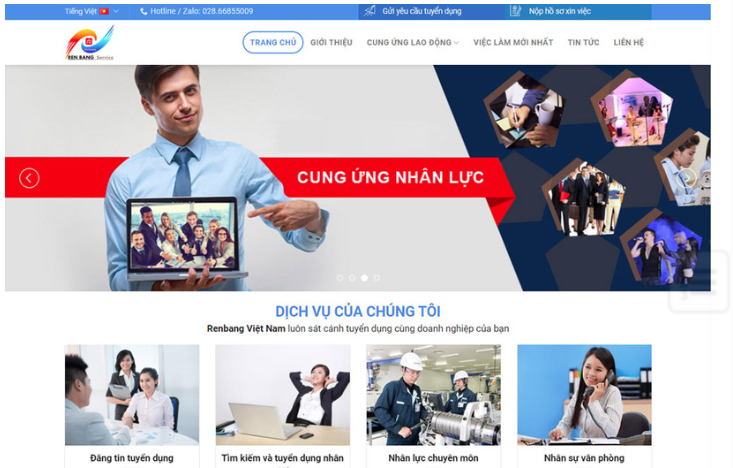 Tiếng Việt
Hotline / Zalo: 028.66855009
Gửi yêu cầu tuyển dụng
Nộp hồ sơ xin việc
REN BANG Service
TRANG CHỦ
GIỚI THIỆU
CUNG ỨNG LAO ĐỘNG
VIỆC LÀM MỚI NHẤT
TIN TỨC
LIÊN HỆ
CUNG ỨNG NHÂN LỰC
DỊCH VỤ CỦA CHÚNG TÔI
Renbang Việt Nam luôn sát cánh tuyển dụng cùng doanh nghiệp của bạn
Đăng tin tuyển dụng
Tìm kiếm và tuyển dụng nhân
Nhân lực chuyên môn
Nhân sự văn phòng